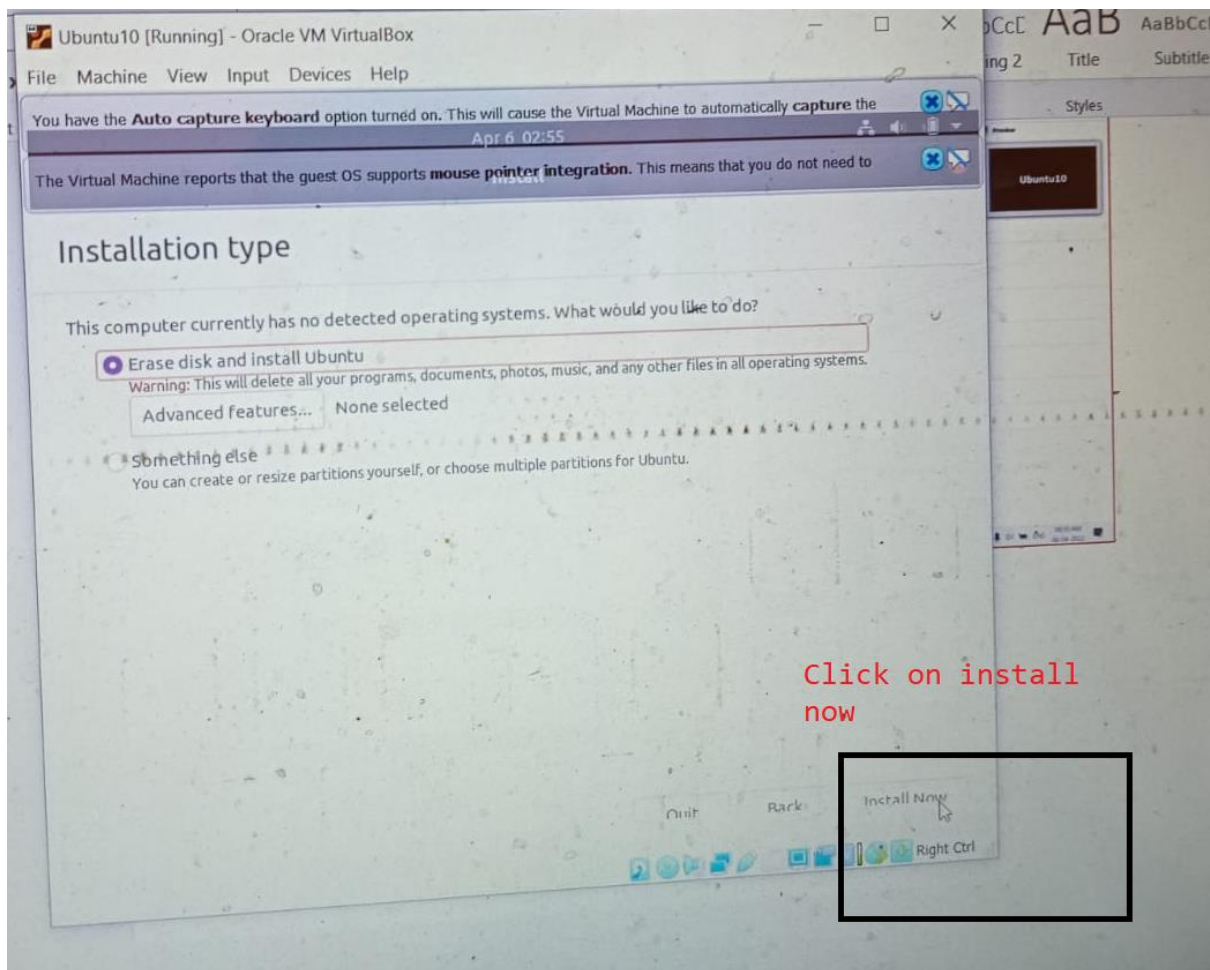 Ubuntu10 [Running] - Oracle VM VirtualBox
AaB
AaBbCcI
ing 2
Title
Subtitle
File Machine View Input Devices Help
Styles
You have the Auto capture keyboard option turned on. This will cause the Virtual Machine to automatically capture the
Apr 6 02:55
The Virtual Machine reports that the guest OS supports mouse pointer integration. This means that you do not need to
Install
Ubuntu10
Installation type
This computer currently has no detected operating systems. What would you like to do?
Erase disk and install Ubuntu
Warning: This will delete all your programs, documents, photos, music, and any other files in all operating systems.
Advanced features... None selected
Something else
You can create or resize partitions yourself, or choose multiple partitions for Ubuntu.
Click on install
now
Quit Back Install Now
Right Ctrl